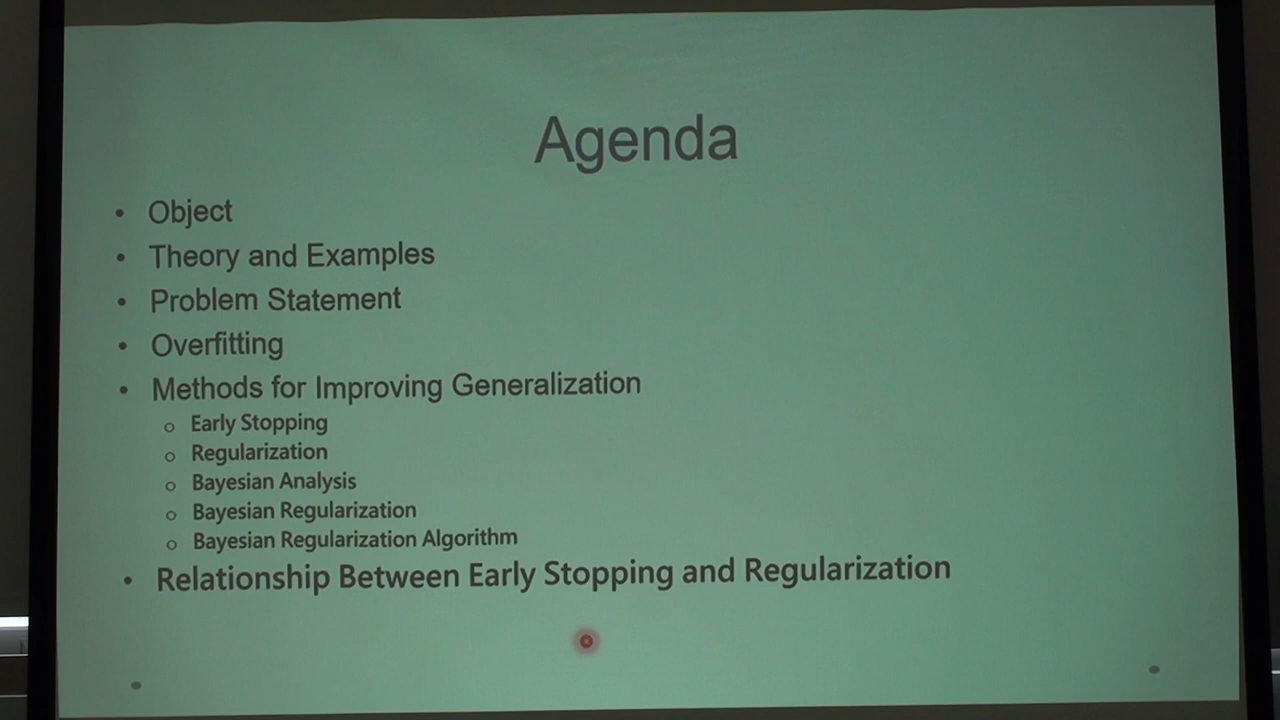 Agenda
• Object
• Theory and Examples
• Problem Statement
• Overfitting
• Methods for Improving Generalization
o Early Stopping
o Regularization
o Bayesian Analysis
o Bayesian Regularization
o Bayesian Regularization Algorithm
• Relationship Between Early Stopping and Regularization